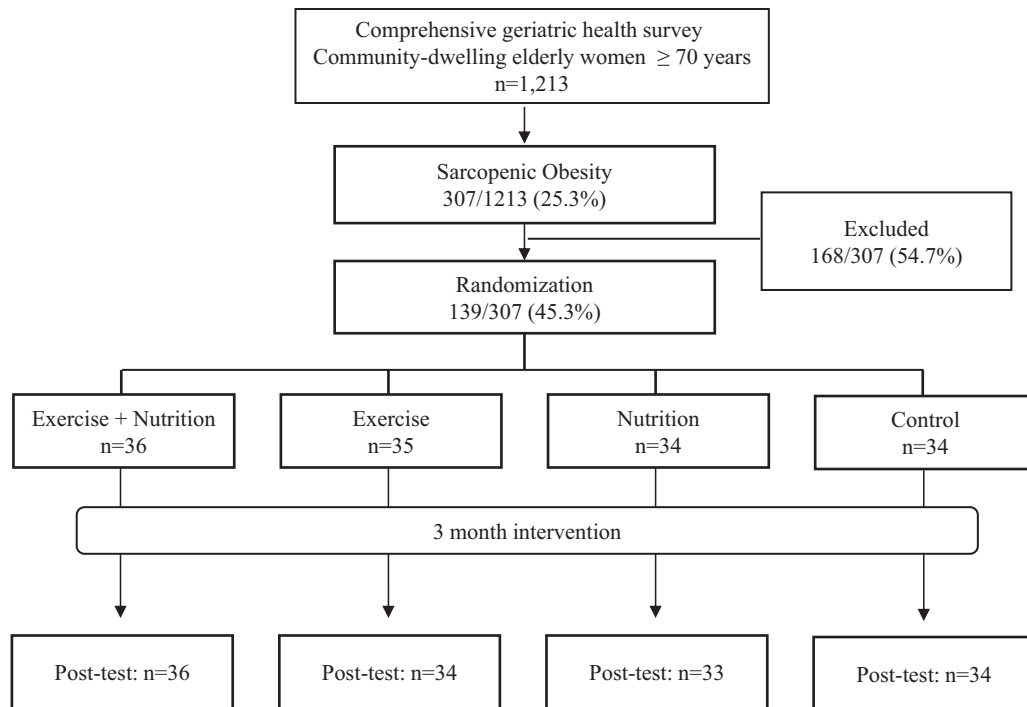 Comprehensive geriatric health survey
Community-dwelling elderly women ≥ 70 years
n=1,213
Sarcopenic Obesity
307/1213 (25.3%)
Excluded
168/307 (54.7%)
Randomization
139/307 (45.3%)
Exercise + Nutrition
n=36
Exercise
n=35
Nutrition
n=34
Control
n=34
3 month intervention
Post-test: n=36
Post-test: n=34
Post-test: n=33
Post-test: n=34